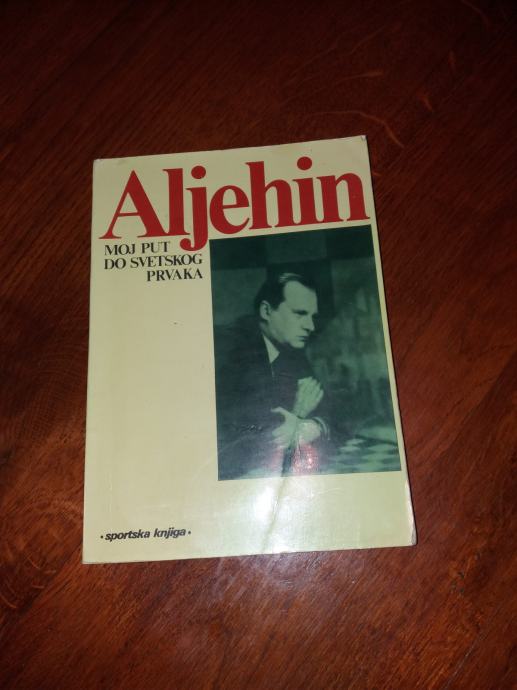 Aljehin
MOJ PUT
DO SVETSKOG
PRVAKA
• sportska knjiga •